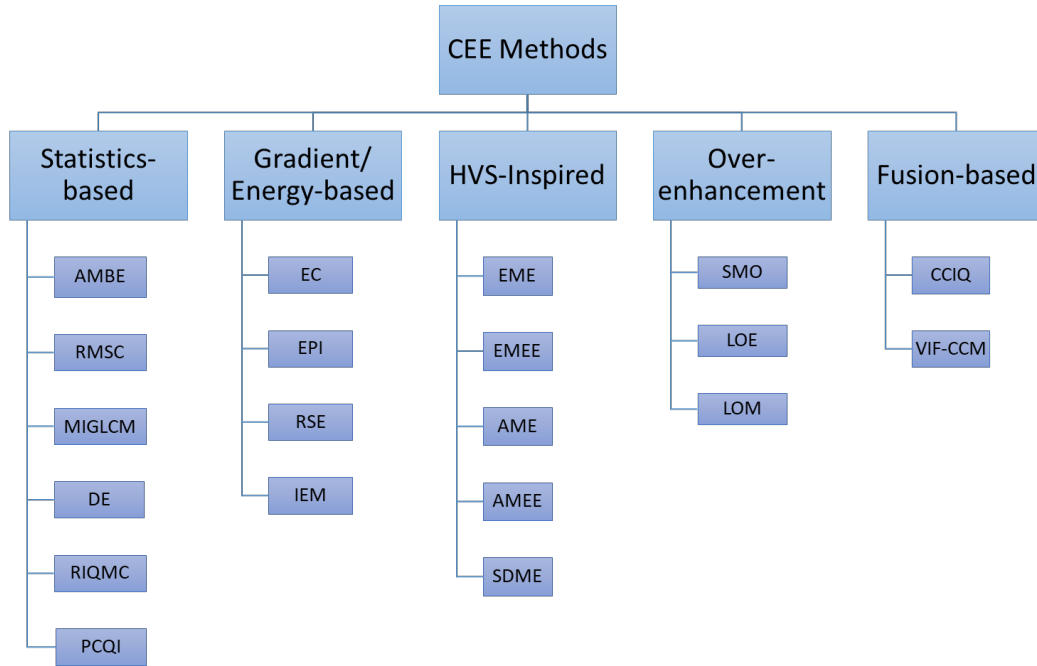 CEE Methods
Statistics-
based
AMBE
RMSC
MIGLCM
DE
RIQMC
PCQI
Gradient/
Energy-based
EC
EPI
RSE
IEM
HVS-Inspired
EME
EMEE
AME
AMEE
SDME
Over-
enhancement
SMO
LOE
LOM
Fusion-based
CCIQ
VIF-CCM